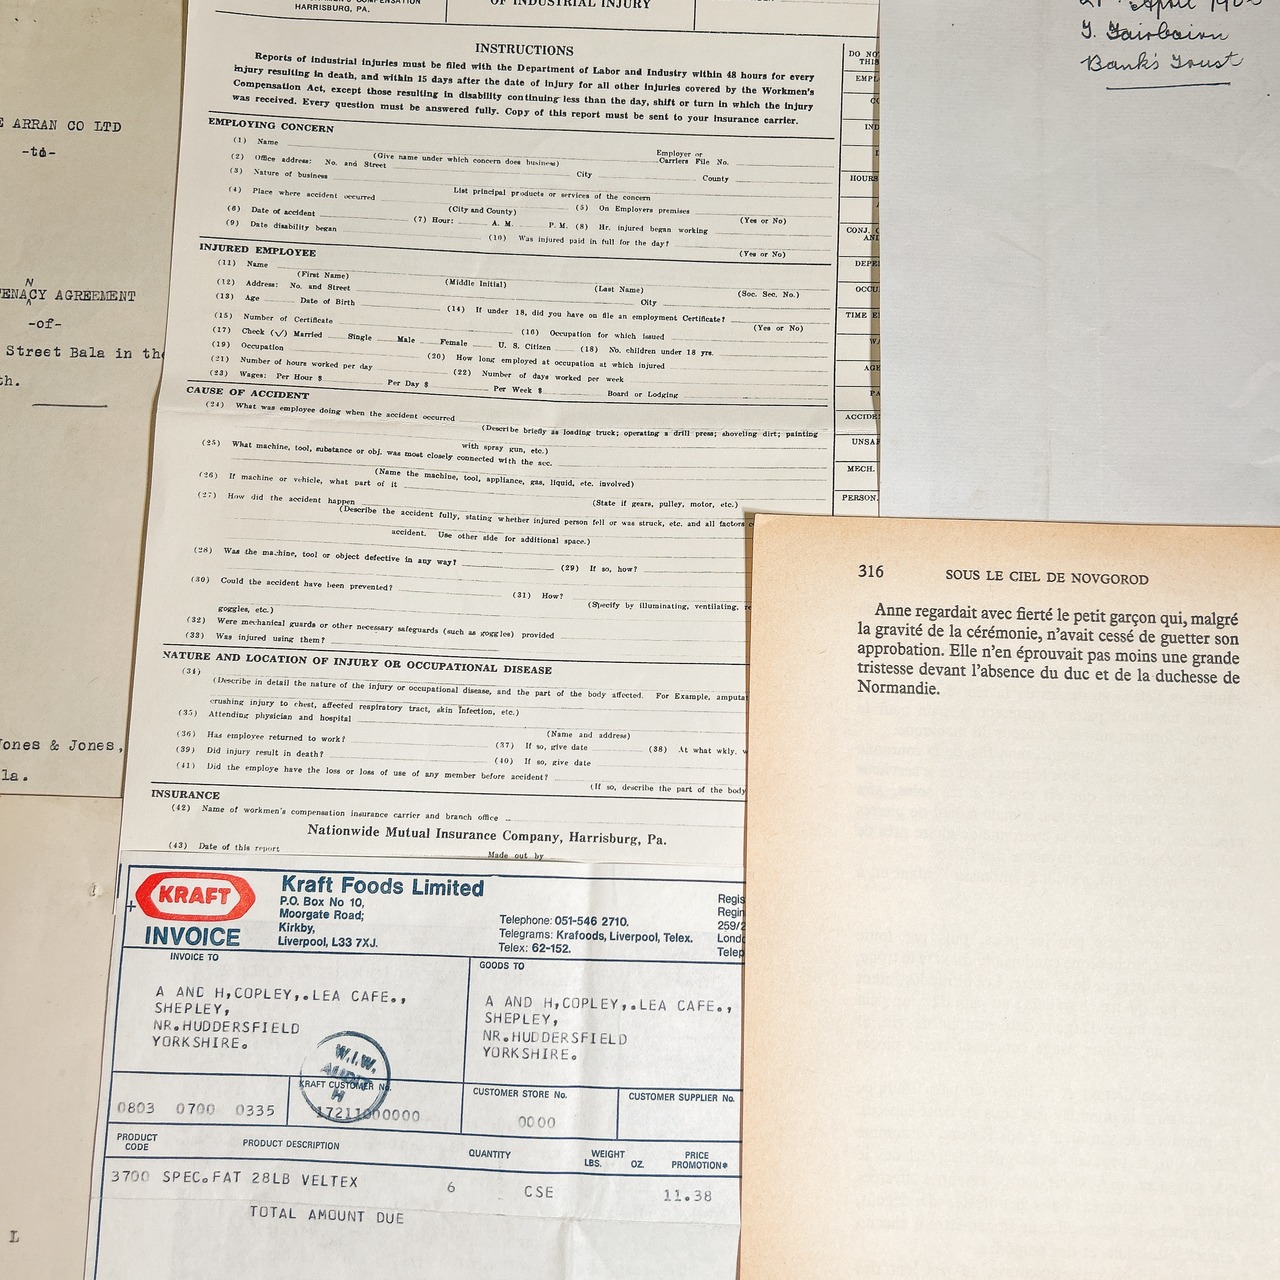 E ARRAN CO LTD
-to-
TENANCY AGREEMENT
-of-
Street Bala in the
th.
Jones & Jones,
la.
L
HARRISBURG, PA.
OF INDUSTRIAL INJURY
INSTRUCTIONS
Reports of industrial injuries must be filed with the Department of Labor and Industry within 48 hours for every
injury resulting in death, and within 15 days after the date of injury for all other injuries covered by the Workmen's
Compensation Act, except those resulting in disability continuing less than the day, shift or turn in which the injury
was received. Every question must be answered fully. Copy of this report must be sent to your insurance carrier.
EMPLOYING CONCERN
(1) Name
(Give name under which concern does business)
Employer or
Carriers File No.
(2) Office address: No. and Street
City
County
(3) Nature of business
List principal products or services of the concern
(4) Place where accident occurred
(City and County)
(5) On Employers premises
(Yes or No)
(6) Date of accident
(7) Hour: A. M. P. M. (8) Hr. injured began working
(9) Date disability began
(10) Was injured paid in full for the day?
(Yes or No)
INJURED EMPLOYEE
(11) Name
(First Name) (Middle Initial) (Last Name) (Soc. Sec. No.)
(12) Address: No. and Street
City
(13) Age Date of Birth
(14) If under 18, did you have on file an employment Certificate?
(Yes or No)
(15) Number of Certificate
(16) Occupation for which issued
(17) Check (✓) Married Single Male Female U. S. Citizen (18) No. children under 18 yrs.
(19) Occupation
(20) How long employed at occupation at which injured
(21) Number of hours worked per day
(22) Number of days worked per week
(23) Wages: Per Hour $ Per Day $ Per Week $ Board or Lodging
CAUSE OF ACCIDENT
(24) What was employee doing when the accident occurred
(Describe briefly as loading truck; operating a drill press; shoveling dirt; painting
with spray gun, etc.)
(25) What machine, tool, substance or obj. was most closely connected with the acc.
(Name the machine, tool, appliance, gas, liquid, etc. involved)
(26) If machine or vehicle, what part of it
(State if gears, pulley, motor, etc.)
(27) How did the accident happen
(Describe the accident fully, stating whether injured person fell or was struck, etc. and all factors
accident. Use other side for additional space.)
(28) Was the machine, tool or object defective in any way?
(29) If so, how?
(30) Could the accident have been prevented?
(31) How?
(Specify by illuminating, ventilating,
goggles, etc.)
(32) Were mechanical guards or other necessary safeguards (such as goggles) provided
(33) Was injured using them?
NATURE AND LOCATION OF INJURY OR OCCUPATIONAL DISEASE
(34)
(Describe in detail the nature of the injury or occupational disease, and the part of the body affected. For Example, amputa
crushing injury to chest, affected respiratory tract, skin infection, etc.)
(35) Attending physician and hospital
(Name and address)
(36) Has employee returned to work?
(37) If so, give date (38) At what wkly. w
(39) Did injury result in death?
(40) If so, give date
(41) Did the employe have the loss or loss of use of any member before accident?
(If so, describe the part of the body
INSURANCE
(42) Name of workmen's compensation insurance carrier and branch office
Nationwide Mutual Insurance Company, Harrisburg, Pa.
(43) Date of this report
Made out by
DO NO
THIS
EMPL
CO
IND
HOURS
CONJ. C
AN
DEPE
OCCU
TIME E
WA
AGE
PA
ACCIDE
UNSA
MECH.
PERSON.
April
T. Fairbairn
Bank's Trust
316 SOUS LE CIEL DE NOVGOROD
Anne regardait avec fierté le petit garçon qui, malgré
la gravité de la cérémonie, n'avait cessé de guetter son
approbation. Elle n'en éprouvait pas moins une grande
tristesse devant l'absence du duc et de la duchesse de
Normandie.
KRAFT
INVOICE
Kraft Foods Limited
P.O. Box No 10,
Moorgate Road;
Kirkby,
Liverpool, L33 7XJ.
Telephone: 051-546 2710.
Telegrams: Krafoods, Liverpool, Telex.
Telex: 62-152.
Regis
Regin
259/2
Lond
Telep
INVOICE TO
A AND H,COPLEY,.LEA CAFE.,
SHEPLEY,
NR.HUDDERSFIELD
YORKSHIRE.
GOODS TO
A AND H,COPLEY,.LEA CAFE.,
SHEPLEY,
NR.HUDDERSFIELD
YORKSHIRE.
W.I.W.
AUDIT
H
KRAFT CUSTOMER No.
CUSTOMER STORE No.
CUSTOMER SUPPLIER No.
0803 0700 0335
17211000000
0000
PRODUCT CODE
PRODUCT DESCRIPTION
QUANTITY
WEIGHT
LBS. OZ.
PRICE
PROMOTION*
3700 SPEC.FAT 28LB VELTEX 6 CSE 11.38
TOTAL AMOUNT DUE